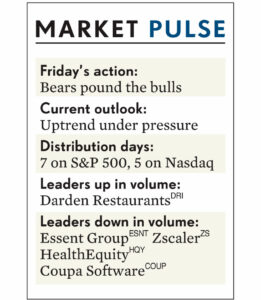 MARKET PULSE
Friday's action:
Bears pound the bulls
Current outlook:
Uptrend under pressure
Distribution days:
7 on S&P 500, 5 on Nasdaq
Leaders up in volume:
Darden Restaurants DRI
Leaders down in volume:
Essent Group ESNT Zscaler ZS
HealthEquity HQY
Coupa Software COUP